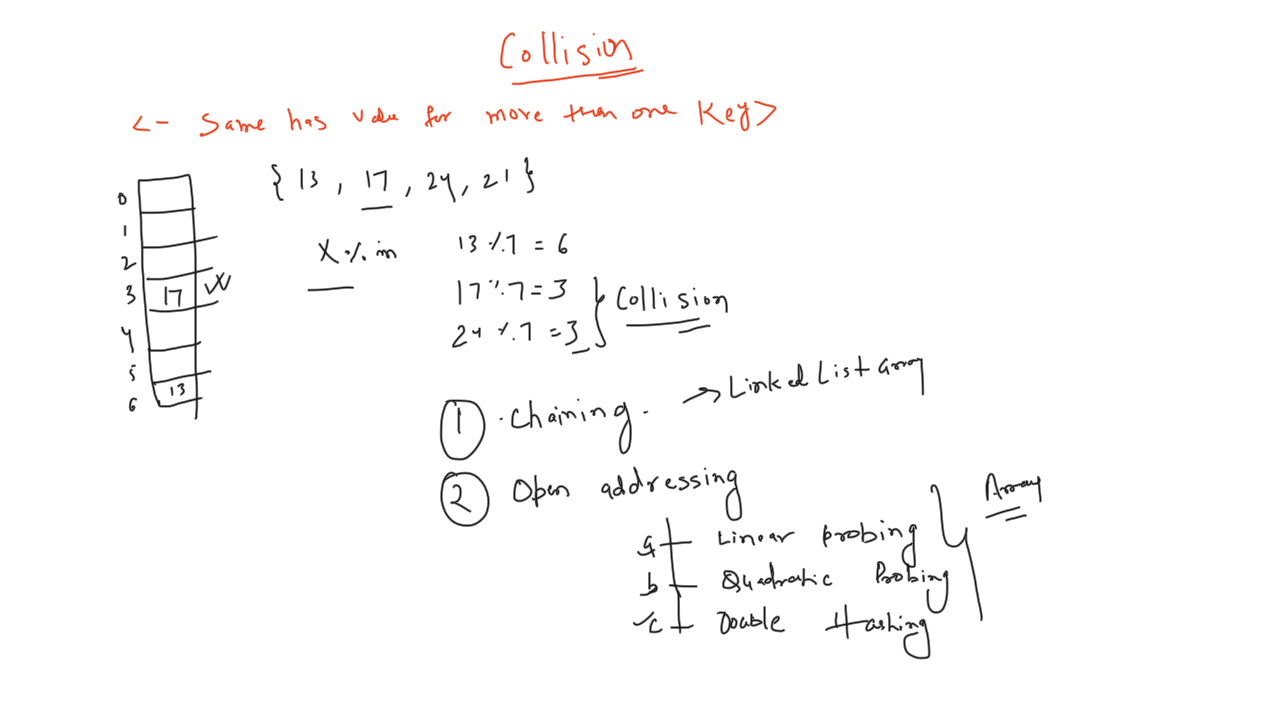 Collision
<- Same has value for more than one Key>
{ 13 , 17 , 24 , 21 }
0
1
2
3 17
4
5
6 13
X % m
13 % 7 = 6
17 % 7 = 3
24 % 7 = 3
} Collision
1 . Chaining . → Linked List array
2 Open addressing
a Linear probing
b Quadratic Probing
c Double Hashing
Array